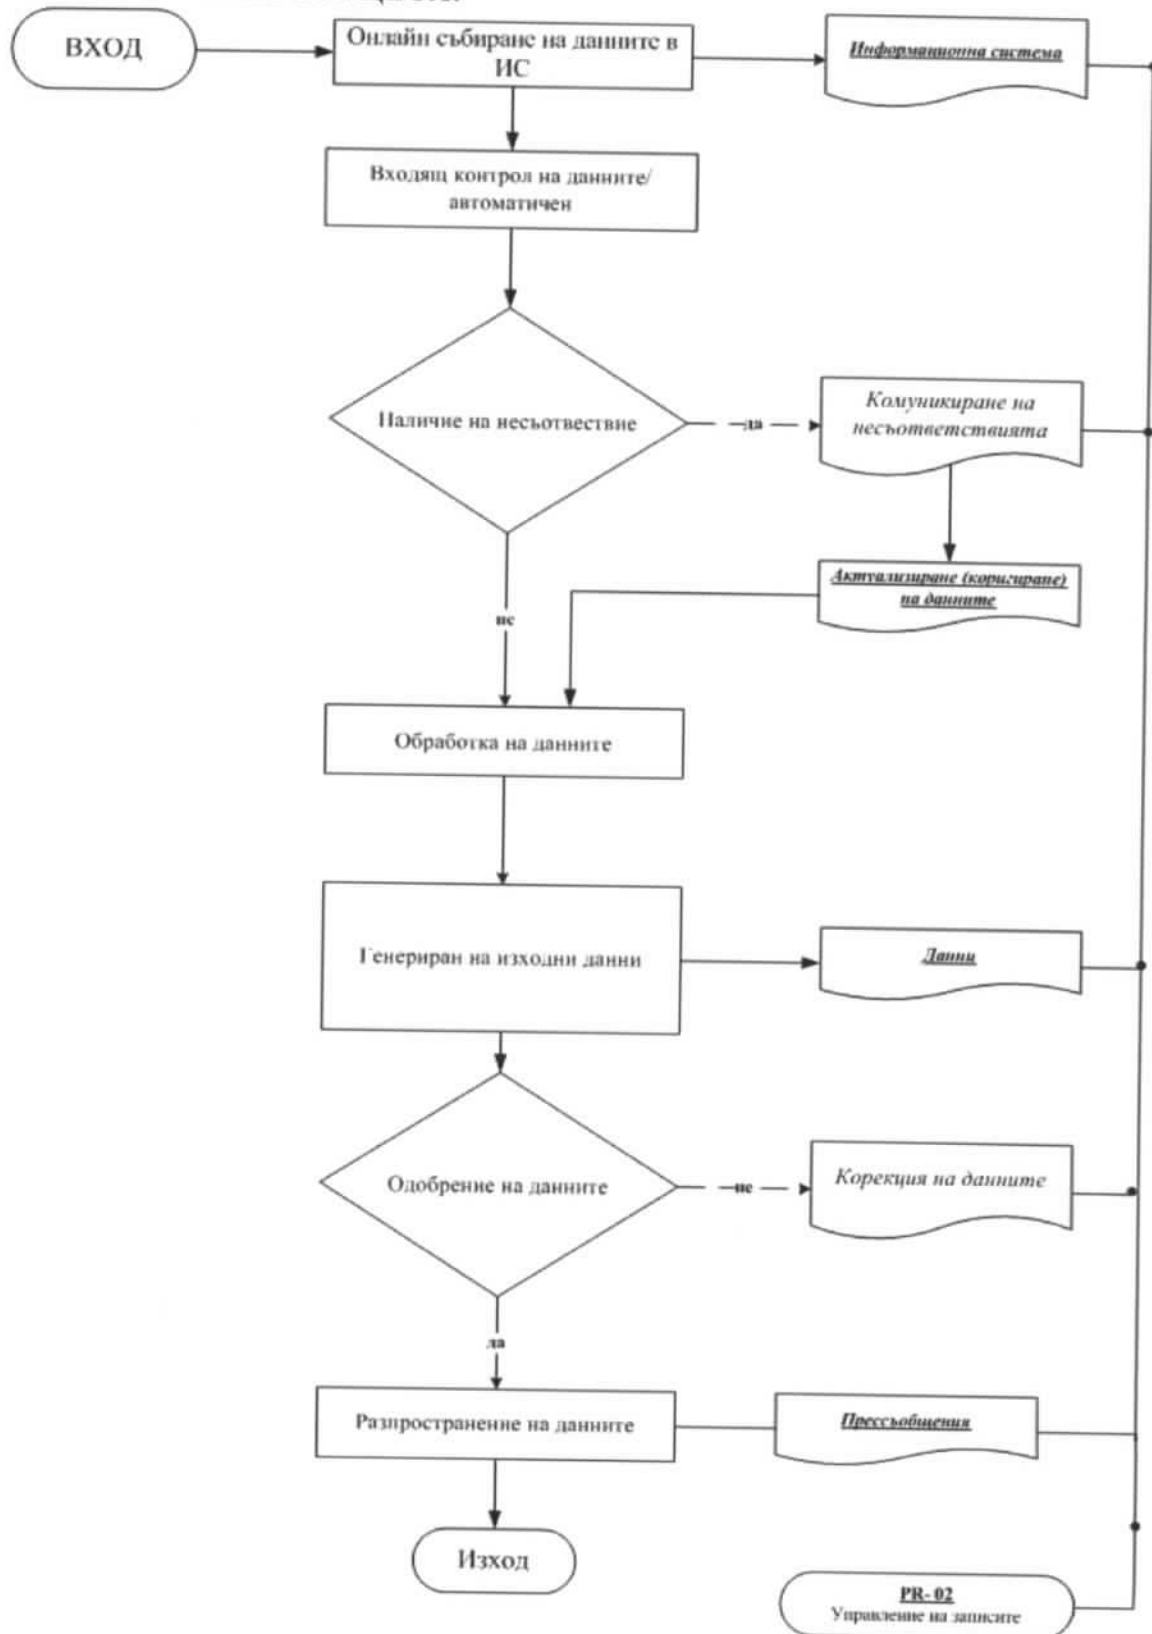 ВХОД
Онлайн събиране на данните в
ИС
Информационна система
Входящ контрол на данните/
автоматичен
Наличие на несъотвествие
да
Комуникиране на
несъответствията
Актуализиране (коригиране)
на данните
не
Обработка на данните
Генериран на изходни данни
Данни
Одобрение на данните
не
Корекция на данните
да
Разпространение на данните
Прессъобщения
Изход
PR- 02
Управление на записите